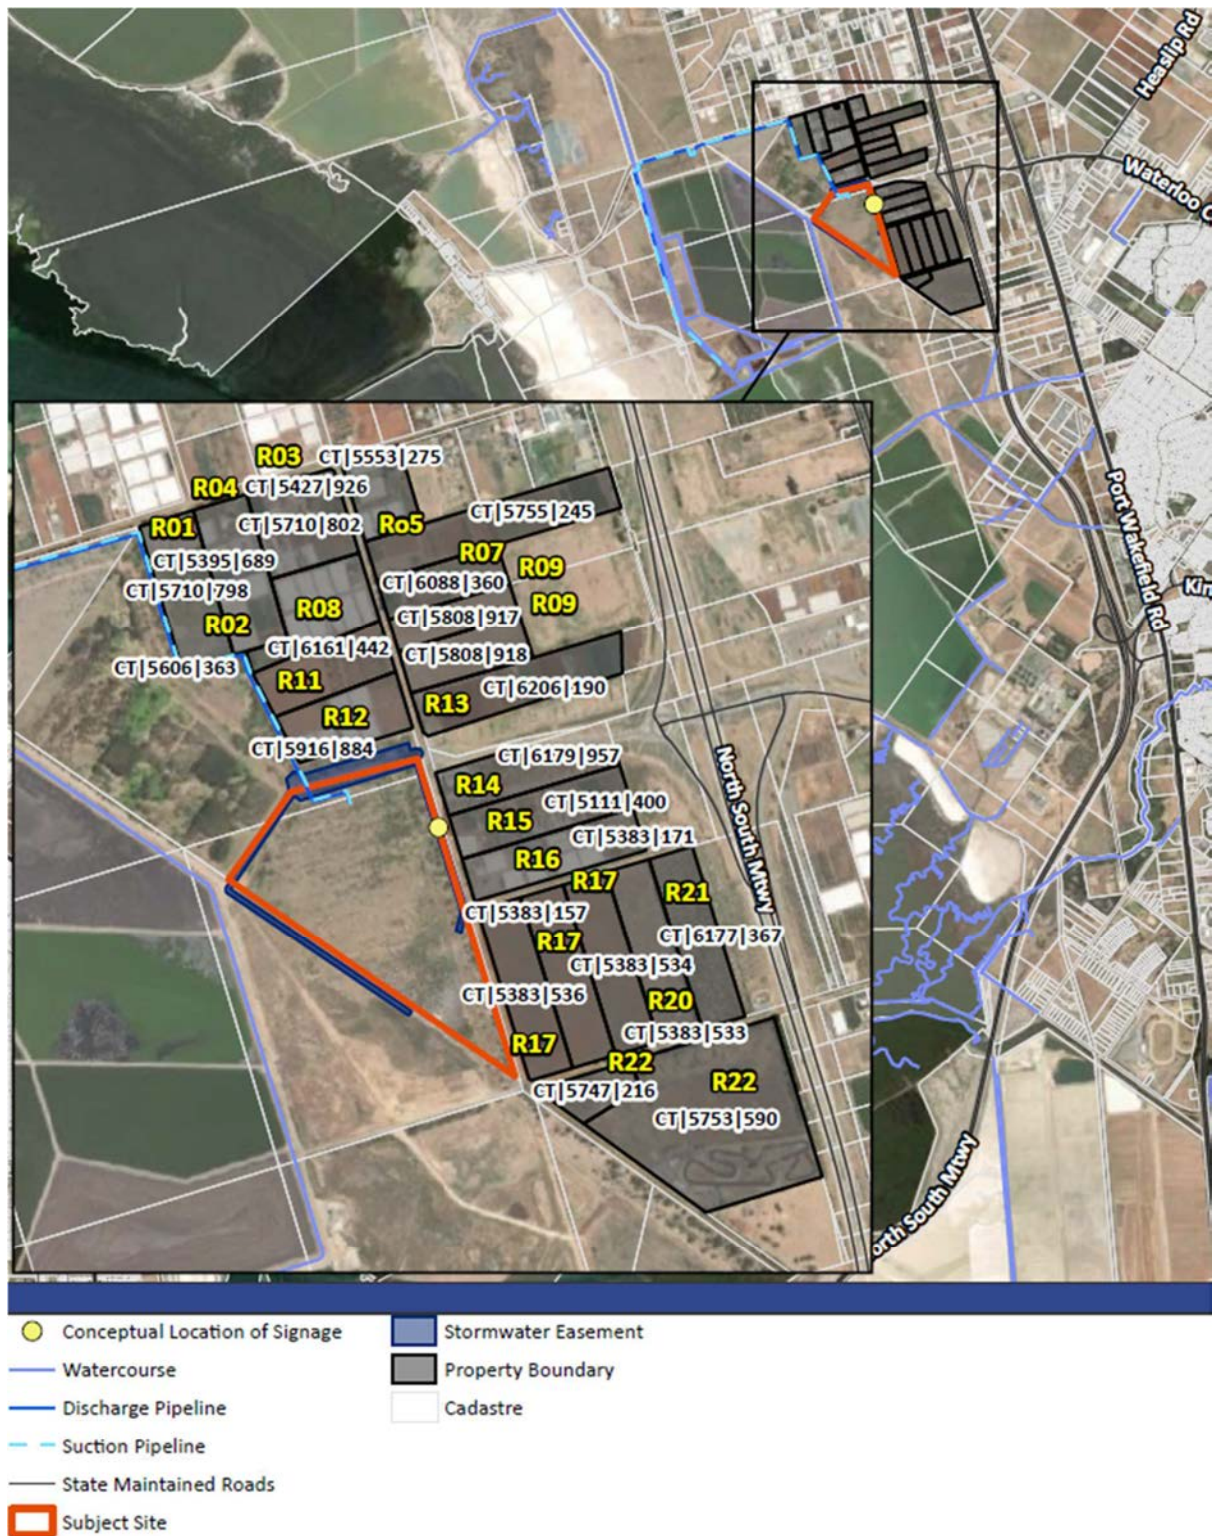 Heaslip Rd
Waterloo C
Port Wakefield Rd
Kin
North South Mtwy
orth South Mtwy
R03
CT|5553|275
R04
CT|5427|926
R01
CT|5710|802
Ro5
CT|5755|245
CT|5395|689
R07
R09
CT|5710|798
CT|6088|360
R08
R09
R02
CT|5808|917
CT|6161|442
CT|5808|918
CT|5606|363
R11
CT|6206|190
R13
R12
CT|5916|884
CT|6179|957
R14
CT|5111|400
R15
CT|5383|171
R16
R17
R21
CT|5383|157
R17
CT|6177|367
CT|5383|534
CT|5383|536
R20
CT|5383|533
R17
R22
R22
CT|5747|216
CT|5753|590
Conceptual Location of Signage
Watercourse
Discharge Pipeline
Suction Pipeline
State Maintained Roads
Subject Site
Stormwater Easement
Property Boundary
Cadastre